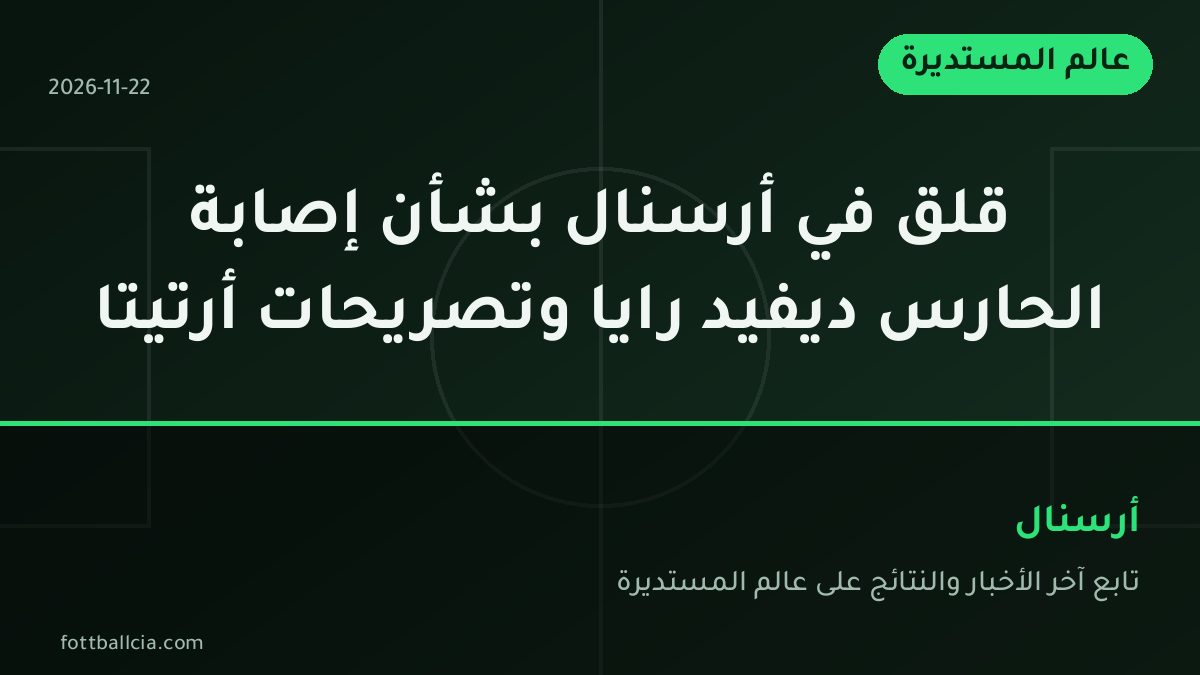 عالم المستديرة
2026-11-22
قلق في أرسنال بشأن إصابة
الحارس ديفيد رايا وتصريحات أرتيتا
أرسنال
تابع آخر الأخبار والنتائج على عالم المستديرة
fottballcia.com